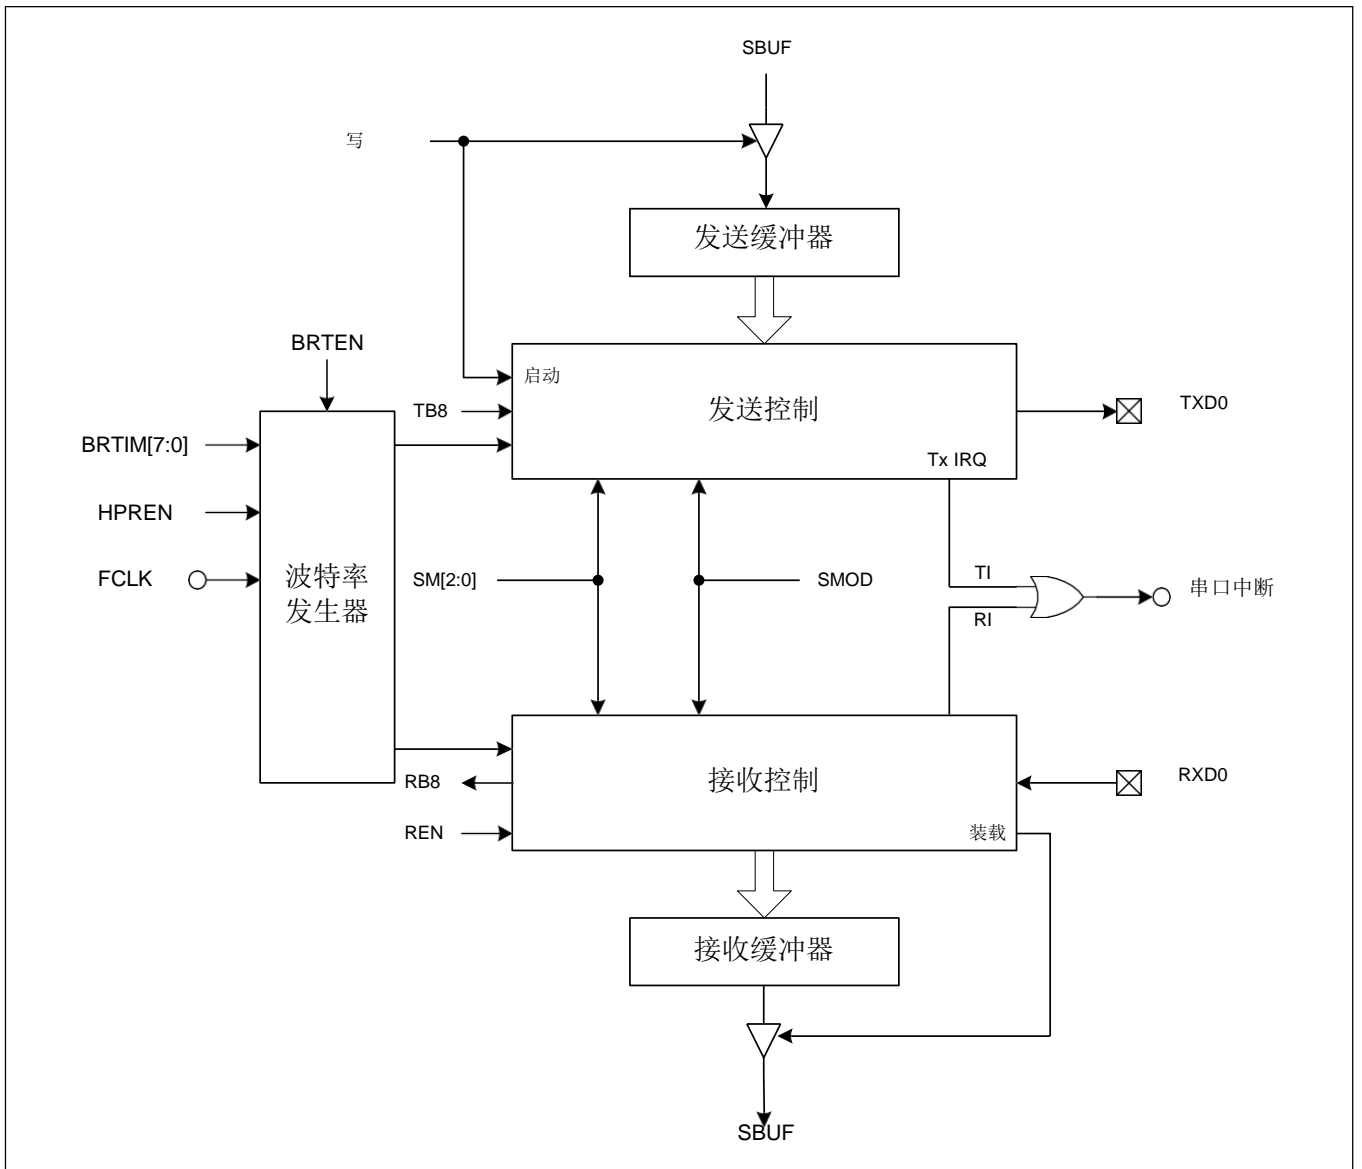 SBUF
写
发送缓冲器
BRTEN
启动
TB8
发送控制
TXD0
BRTIM[7:0]
Tx IRQ
HPREN
FCLK
波特率
发生器
SM[2:0]
SMOD
TI
串口中断
RI
接收控制
RB8
RXD0
REN
装载
接收缓冲器
SBUF